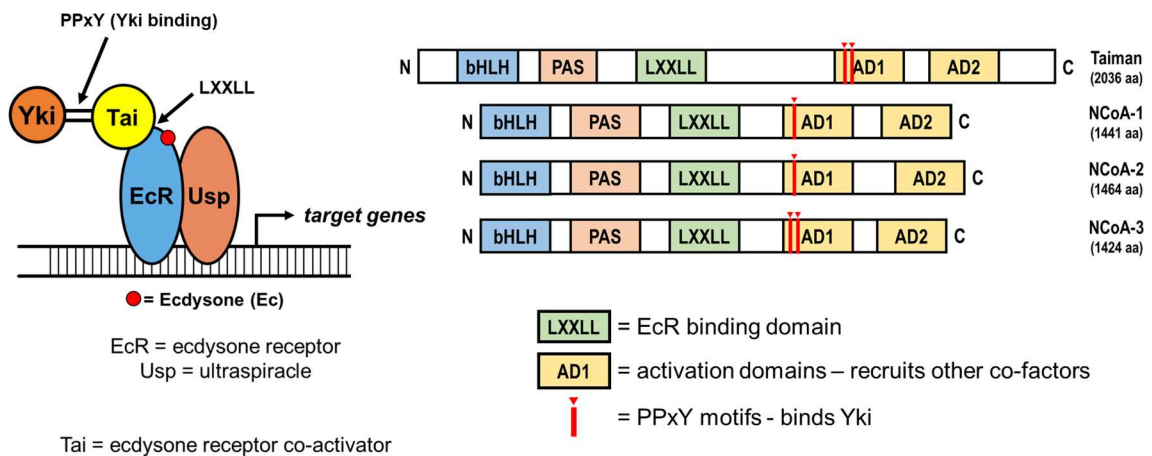 PPxY (Yki binding)
LXXLL
Yki
Tai
EcR
Usp
target genes
= Ecdysone (Ec)
EcR = ecdysone receptor
Usp = ultraspiracle
Tai = ecdysone receptor co-activator
N bHLH PAS LXXLL AD1 AD2 C Taiman
(2036 aa)
N bHLH PAS LXXLL AD1 AD2 C NCoA-1
(1441 aa)
N bHLH PAS LXXLL AD1 AD2 C NCoA-2
(1464 aa)
N bHLH PAS LXXLL AD1 AD2 C NCoA-3
(1424 aa)
LXXLL = EcR binding domain
AD1 = activation domains – recruits other co-factors
= PPxY motifs - binds Yki